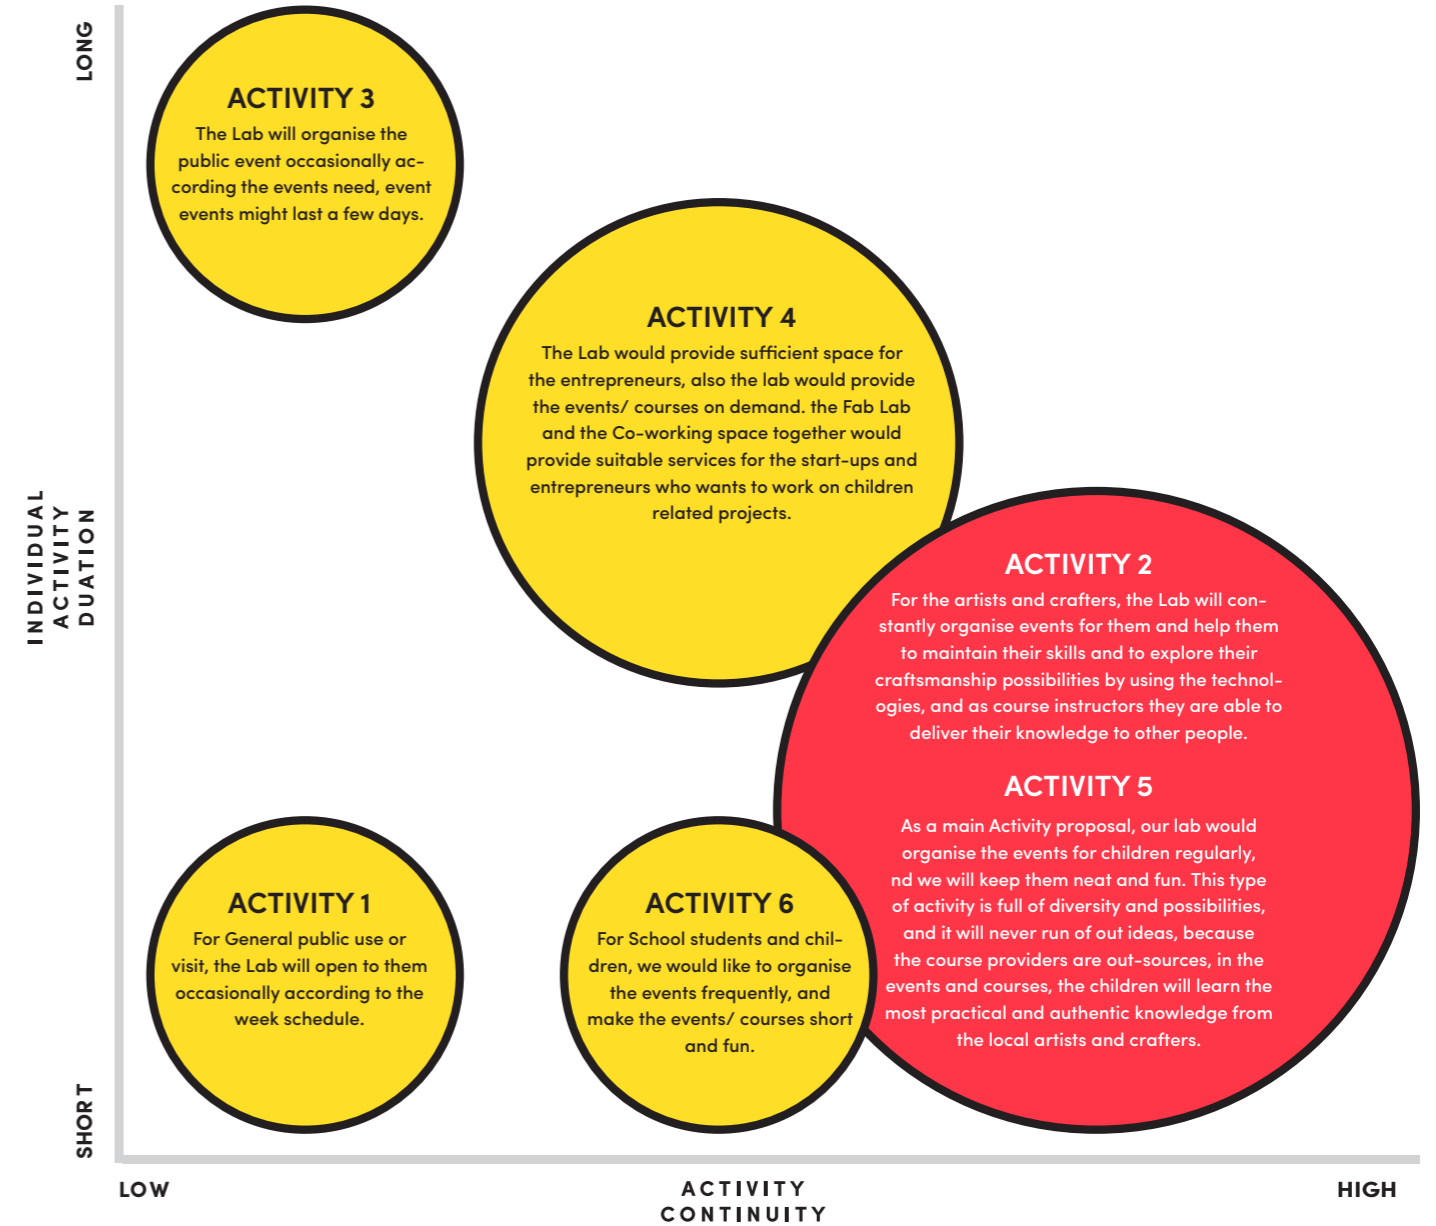 LONG
ACTIVITY 3
The Lab will organise the
public event occasionally ac-
cording the events need, event
events might last a few days.
ACTIVITY 4
The Lab would provide sufficient space for
the entrepreneurs, also the lab would provide
the events/ courses on demand. the Fab Lab
and the Co-working space together would
provide suitable services for the start-ups and
entrepreneurs who wants to work on children
related projects.
INDIVIDUAL
ACTIVITY
DUATION
ACTIVITY 2
For the artists and crafters, the Lab will con-
stantly organise events for them and help them
to maintain their skills and to explore their
craftsmanship possibilities by using the technol-
ogies, and as course instructors they are able to
deliver their knowledge to other people.
ACTIVITY 5
As a main Activity proposal, our lab would
organise the events for children regularly,
nd we will keep them neat and fun. This type
of activity is full of diversity and possibilities,
and it will never run of out ideas, because
the course providers are out-sources, in the
events and courses, the children will learn the
most practical and authentic knowledge from
the local artists and crafters.
ACTIVITY 1
For General public use or
visit, the Lab will open to them
occasionally according to the
week schedule.
ACTIVITY 6
For School students and chil-
dren, we would like to organise
the events frequently, and
make the events/ courses short
and fun.
SHORT
LOW
ACTIVITY
CONTINUITY
HIGH